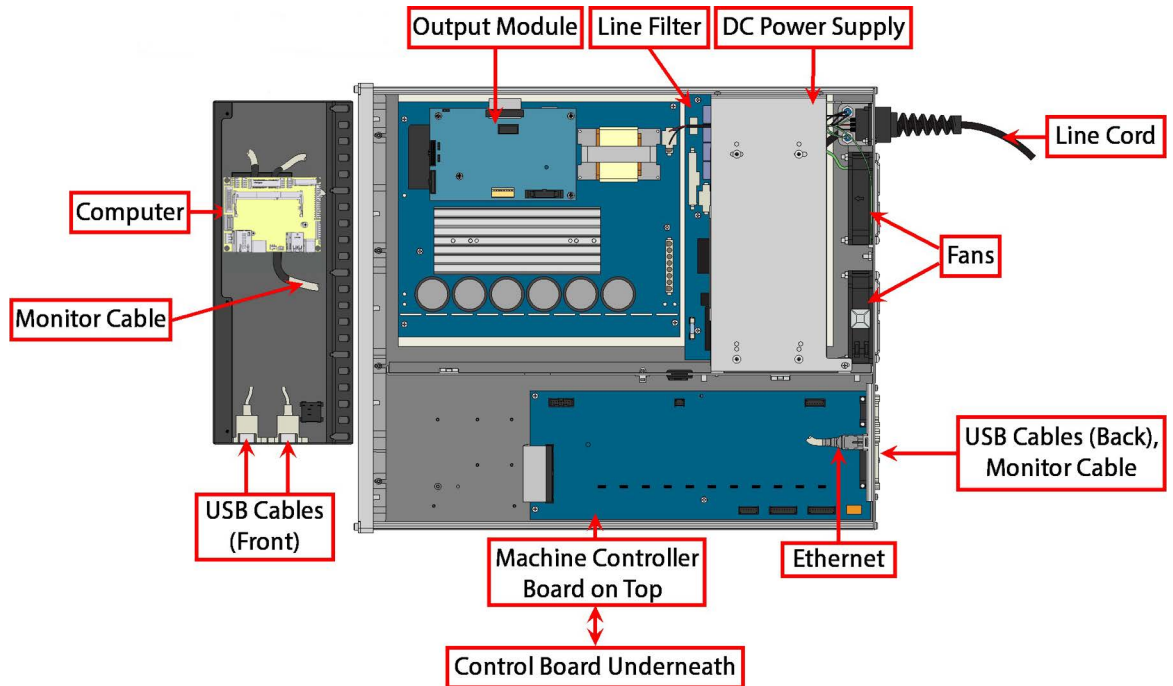 Output Module
Line Filter
DC Power Supply
Line Cord
Computer
Fans
Monitor Cable
USB Cables
(Front)
USB Cables (Back),
Monitor Cable
Machine Controller
Board on Top
Ethernet
Control Board Underneath